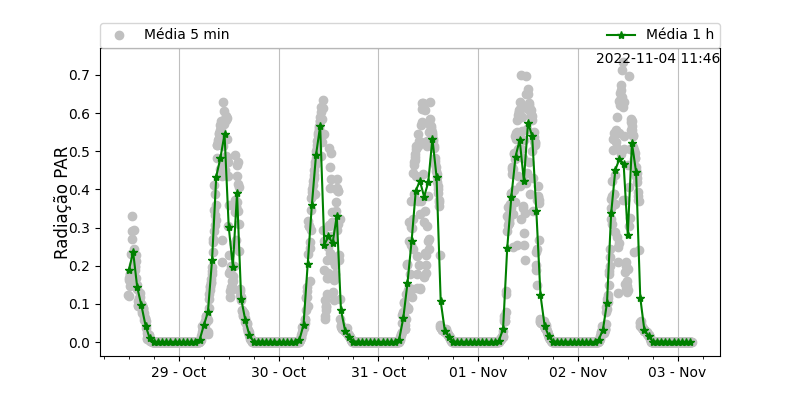 Média 5 min
Média 1 h
2022-11-04 11:46
Radiação PAR
0.7
0.6
0.5
0.4
0.3
0.2
0.1
0.0
29 - Oct
30 - Oct
31 - Oct
01 - Nov
02 - Nov
03 - Nov